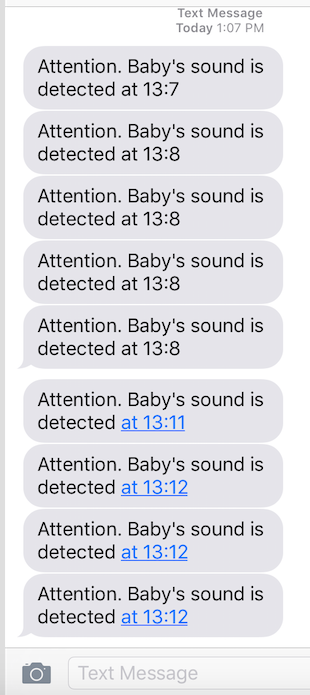 Text Message
Today 1:07 PM
Attention. Baby's sound is
detected at 13:7
Attention. Baby's sound is
detected at 13:8
Attention. Baby's sound is
detected at 13:8
Attention. Baby's sound is
detected at 13:8
Attention. Baby's sound is
detected at 13:8
Attention. Baby's sound is
detected at 13:11
Attention. Baby's sound is
detected at 13:12
Attention. Baby's sound is
detected at 13:12
Attention. Baby's sound is
detected at 13:12
Text Message